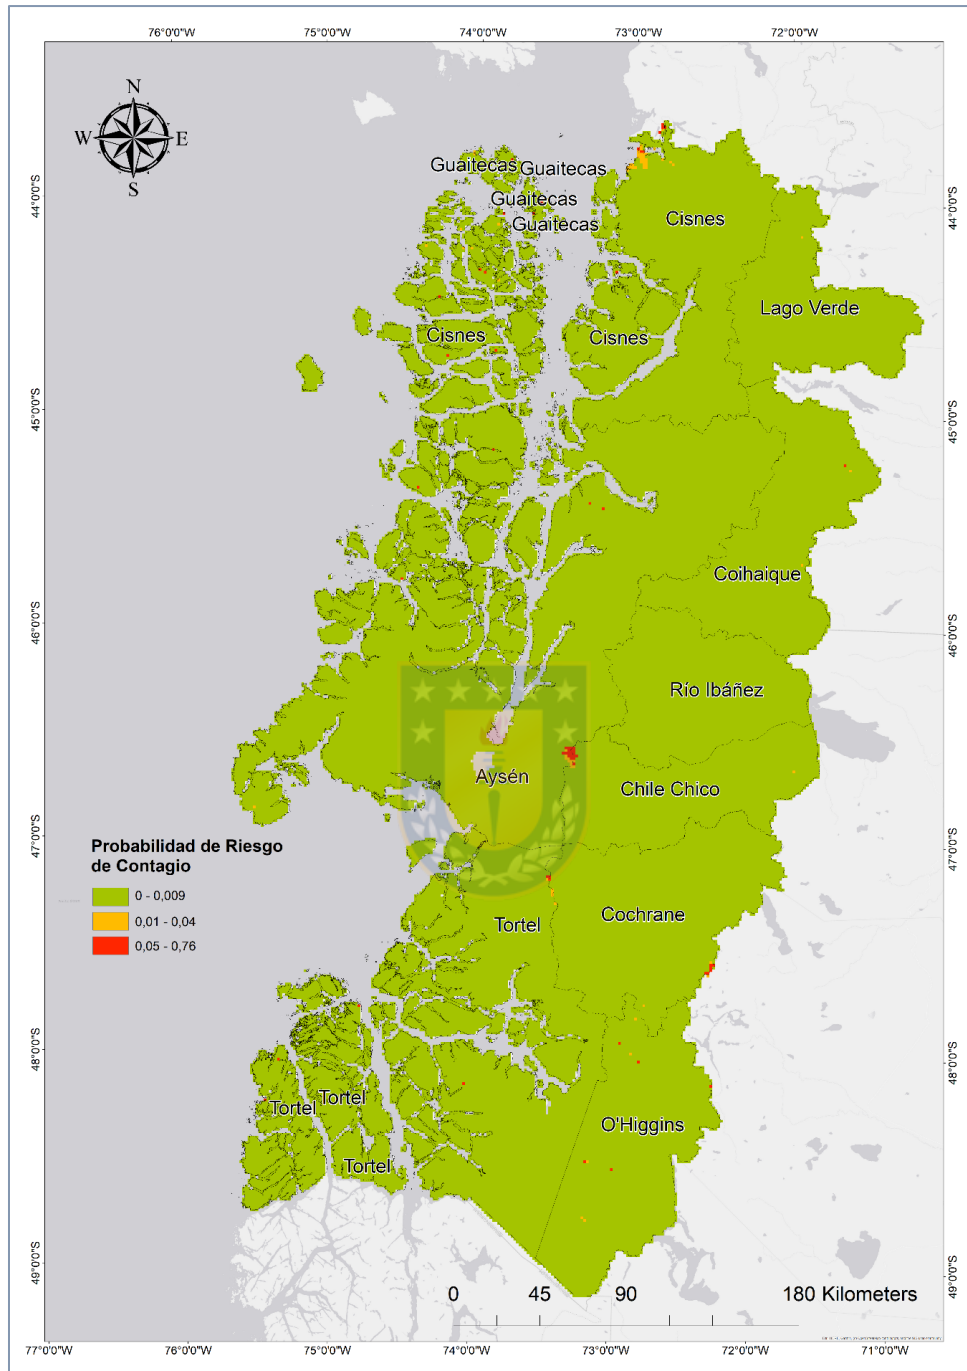 76°0'0"W 75°0'0"W 74°0'0"W 73°0'0"W 72°0'0"W
N
W E
S
44°0'0"S 44°0'0"S
Guaitecas
Guaitecas
Guaitecas
Guaitecas
Cisnes
Lago Verde
Cisnes
Cisnes
45°0'0"S 45°0'0"S
Coihaique
46°0'0"S 46°0'0"S
Río Ibáñez
Aysén
Chile Chico
47°0'0"S 47°0'0"S
Probabilidad de Riesgo
de Contagio
0 - 0,009
0,01 - 0,04
0,05 - 0,76
Cochrane
Tortel
48°0'0"S 48°0'0"S
Tortel
Tortel
O'Higgins
Tortel
49°0'0"S 49°0'0"S
0 45 90 180 Kilometers
77°0'0"W 76°0'0"W 75°0'0"W 74°0'0"W 73°0'0"W 72°0'0"W 71°0'0"W